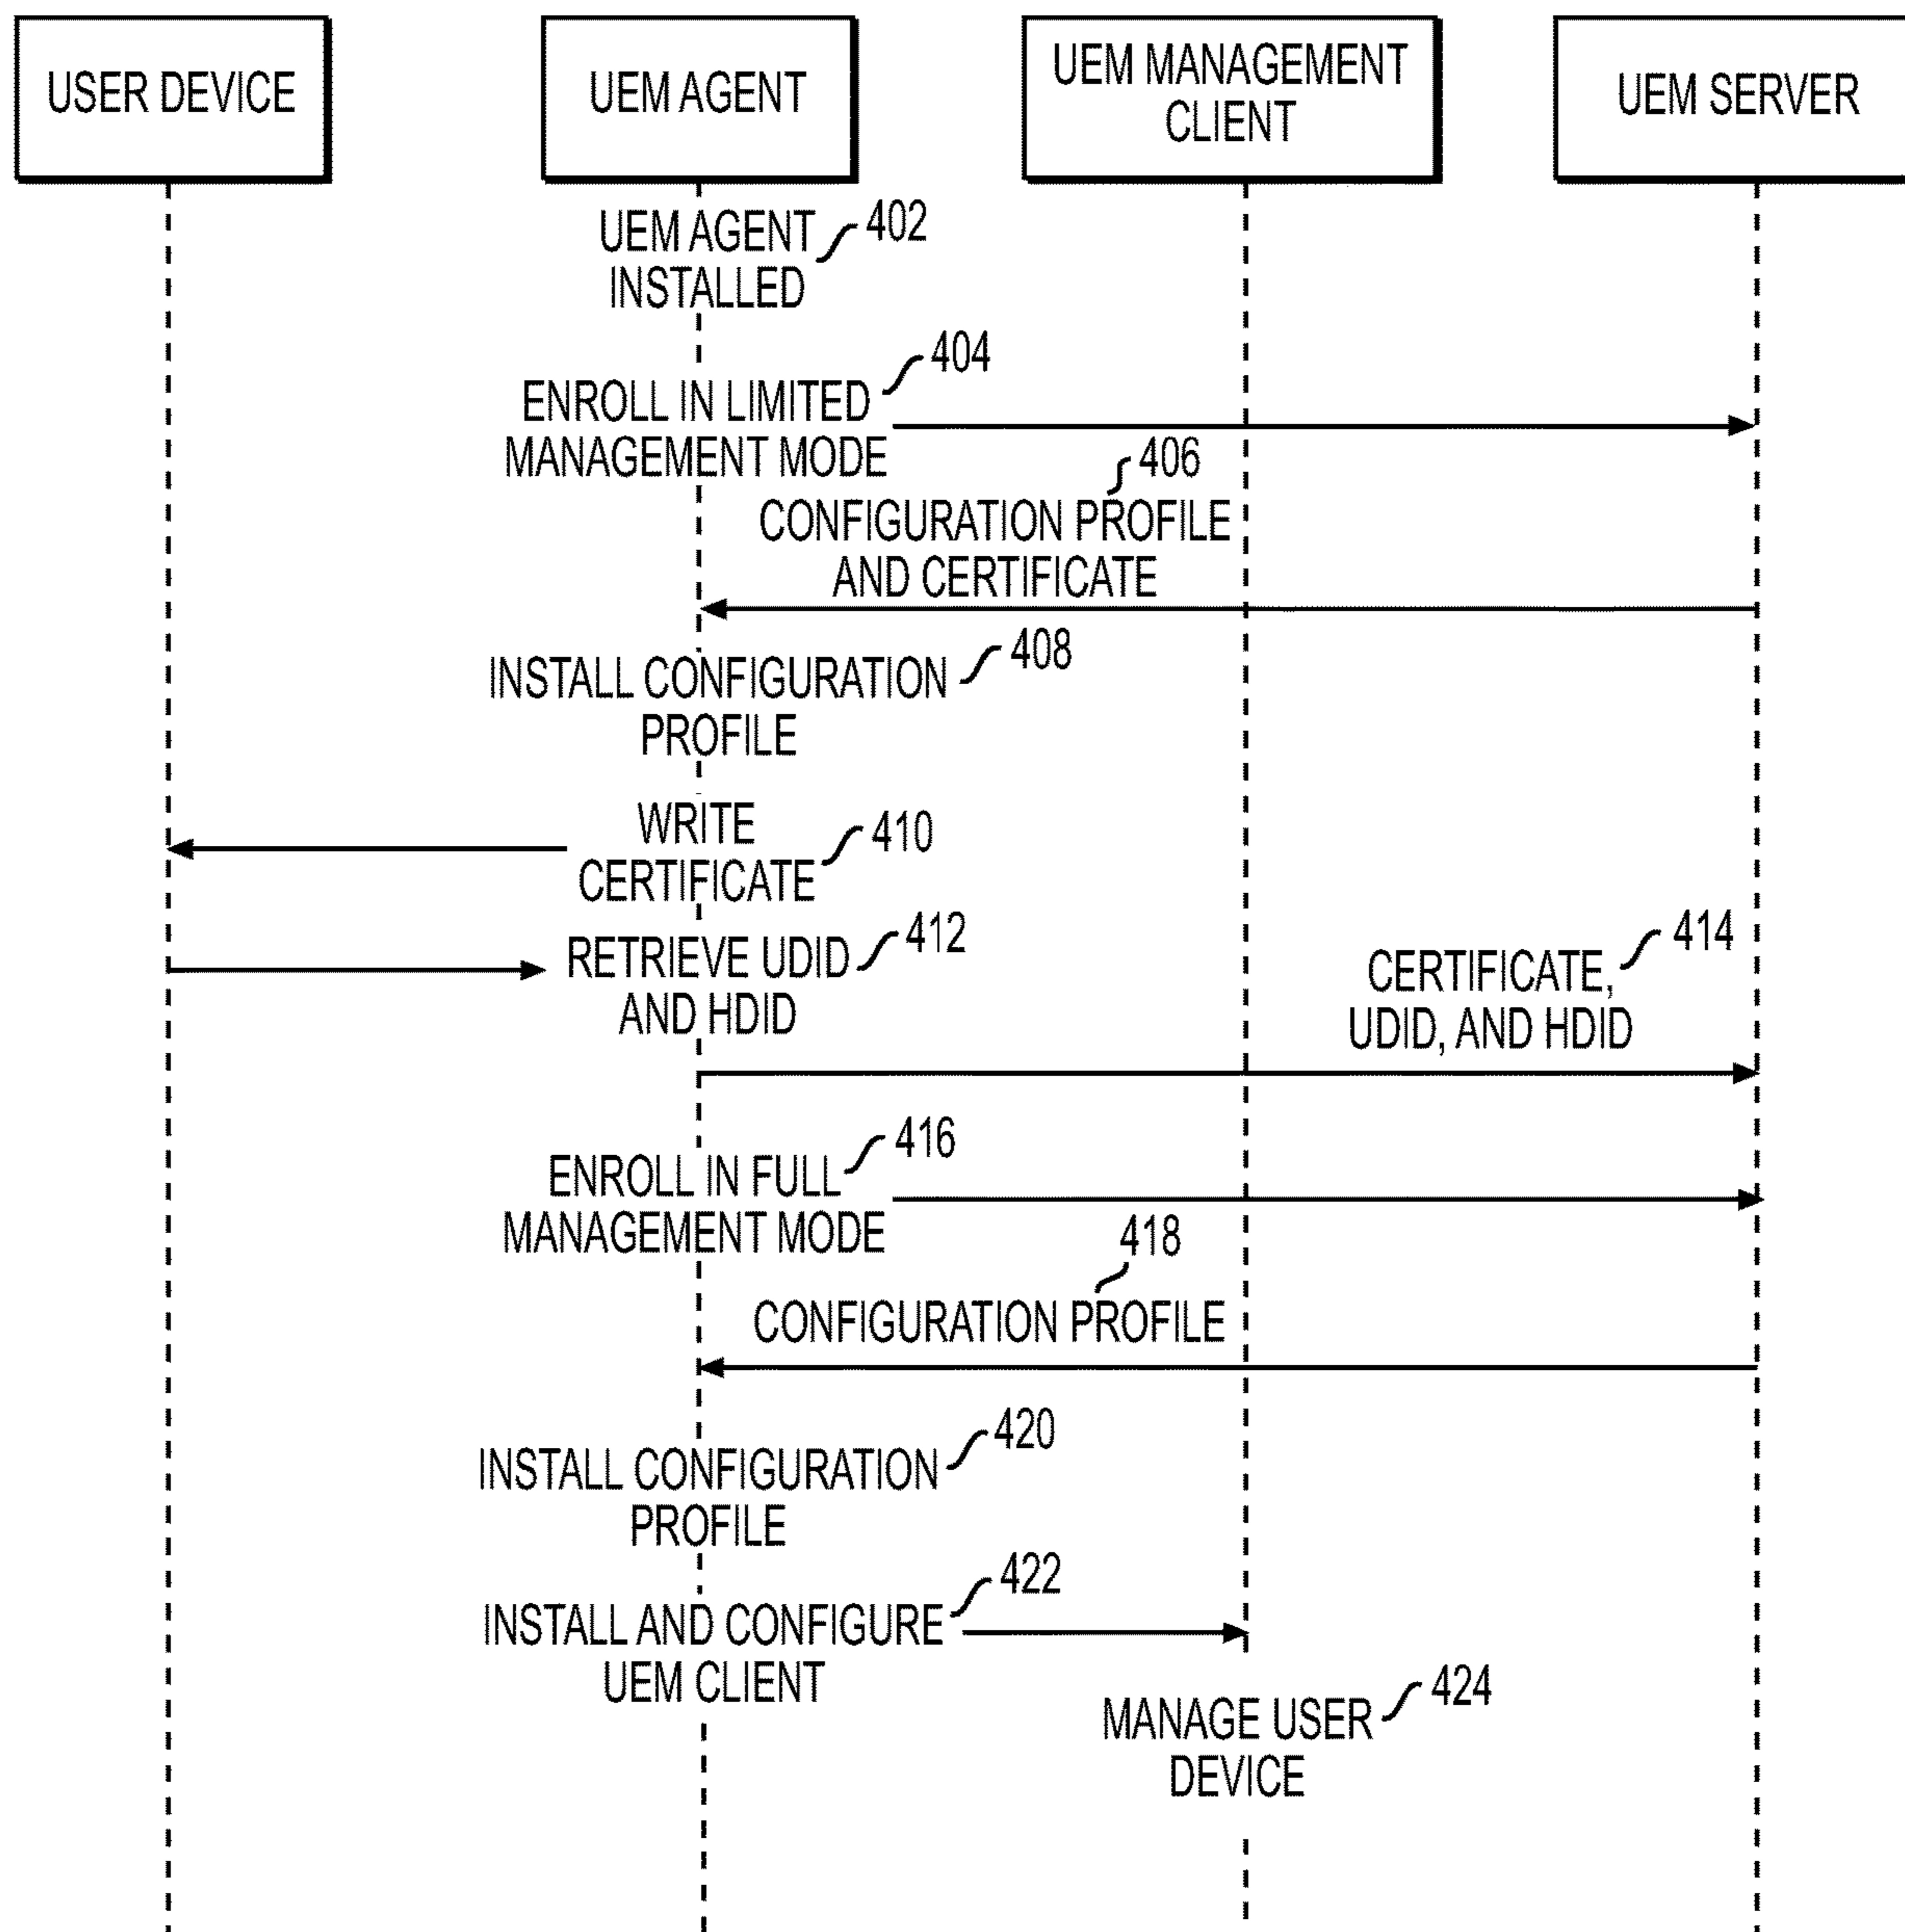 USER DEVICE
UEM AGENT
UEM MANAGEMENT
CLIENT
UEM SERVER
UEM AGENT
INSTALLED
402
ENROLL IN LIMITED
MANAGEMENT MODE
404
406
CONFIGURATION PROFILE
AND CERTIFICATE
INSTALL CONFIGURATION
PROFILE
408
WRITE
CERTIFICATE
410
RETRIEVE UDID
AND HDID
412
CERTIFICATE,
UDID, AND HDID
414
ENROLL IN FULL
MANAGEMENT MODE
416
418
CONFIGURATION PROFILE
INSTALL CONFIGURATION
PROFILE
420
INSTALL AND CONFIGURE
UEM CLIENT
422
MANAGE USER
DEVICE
424